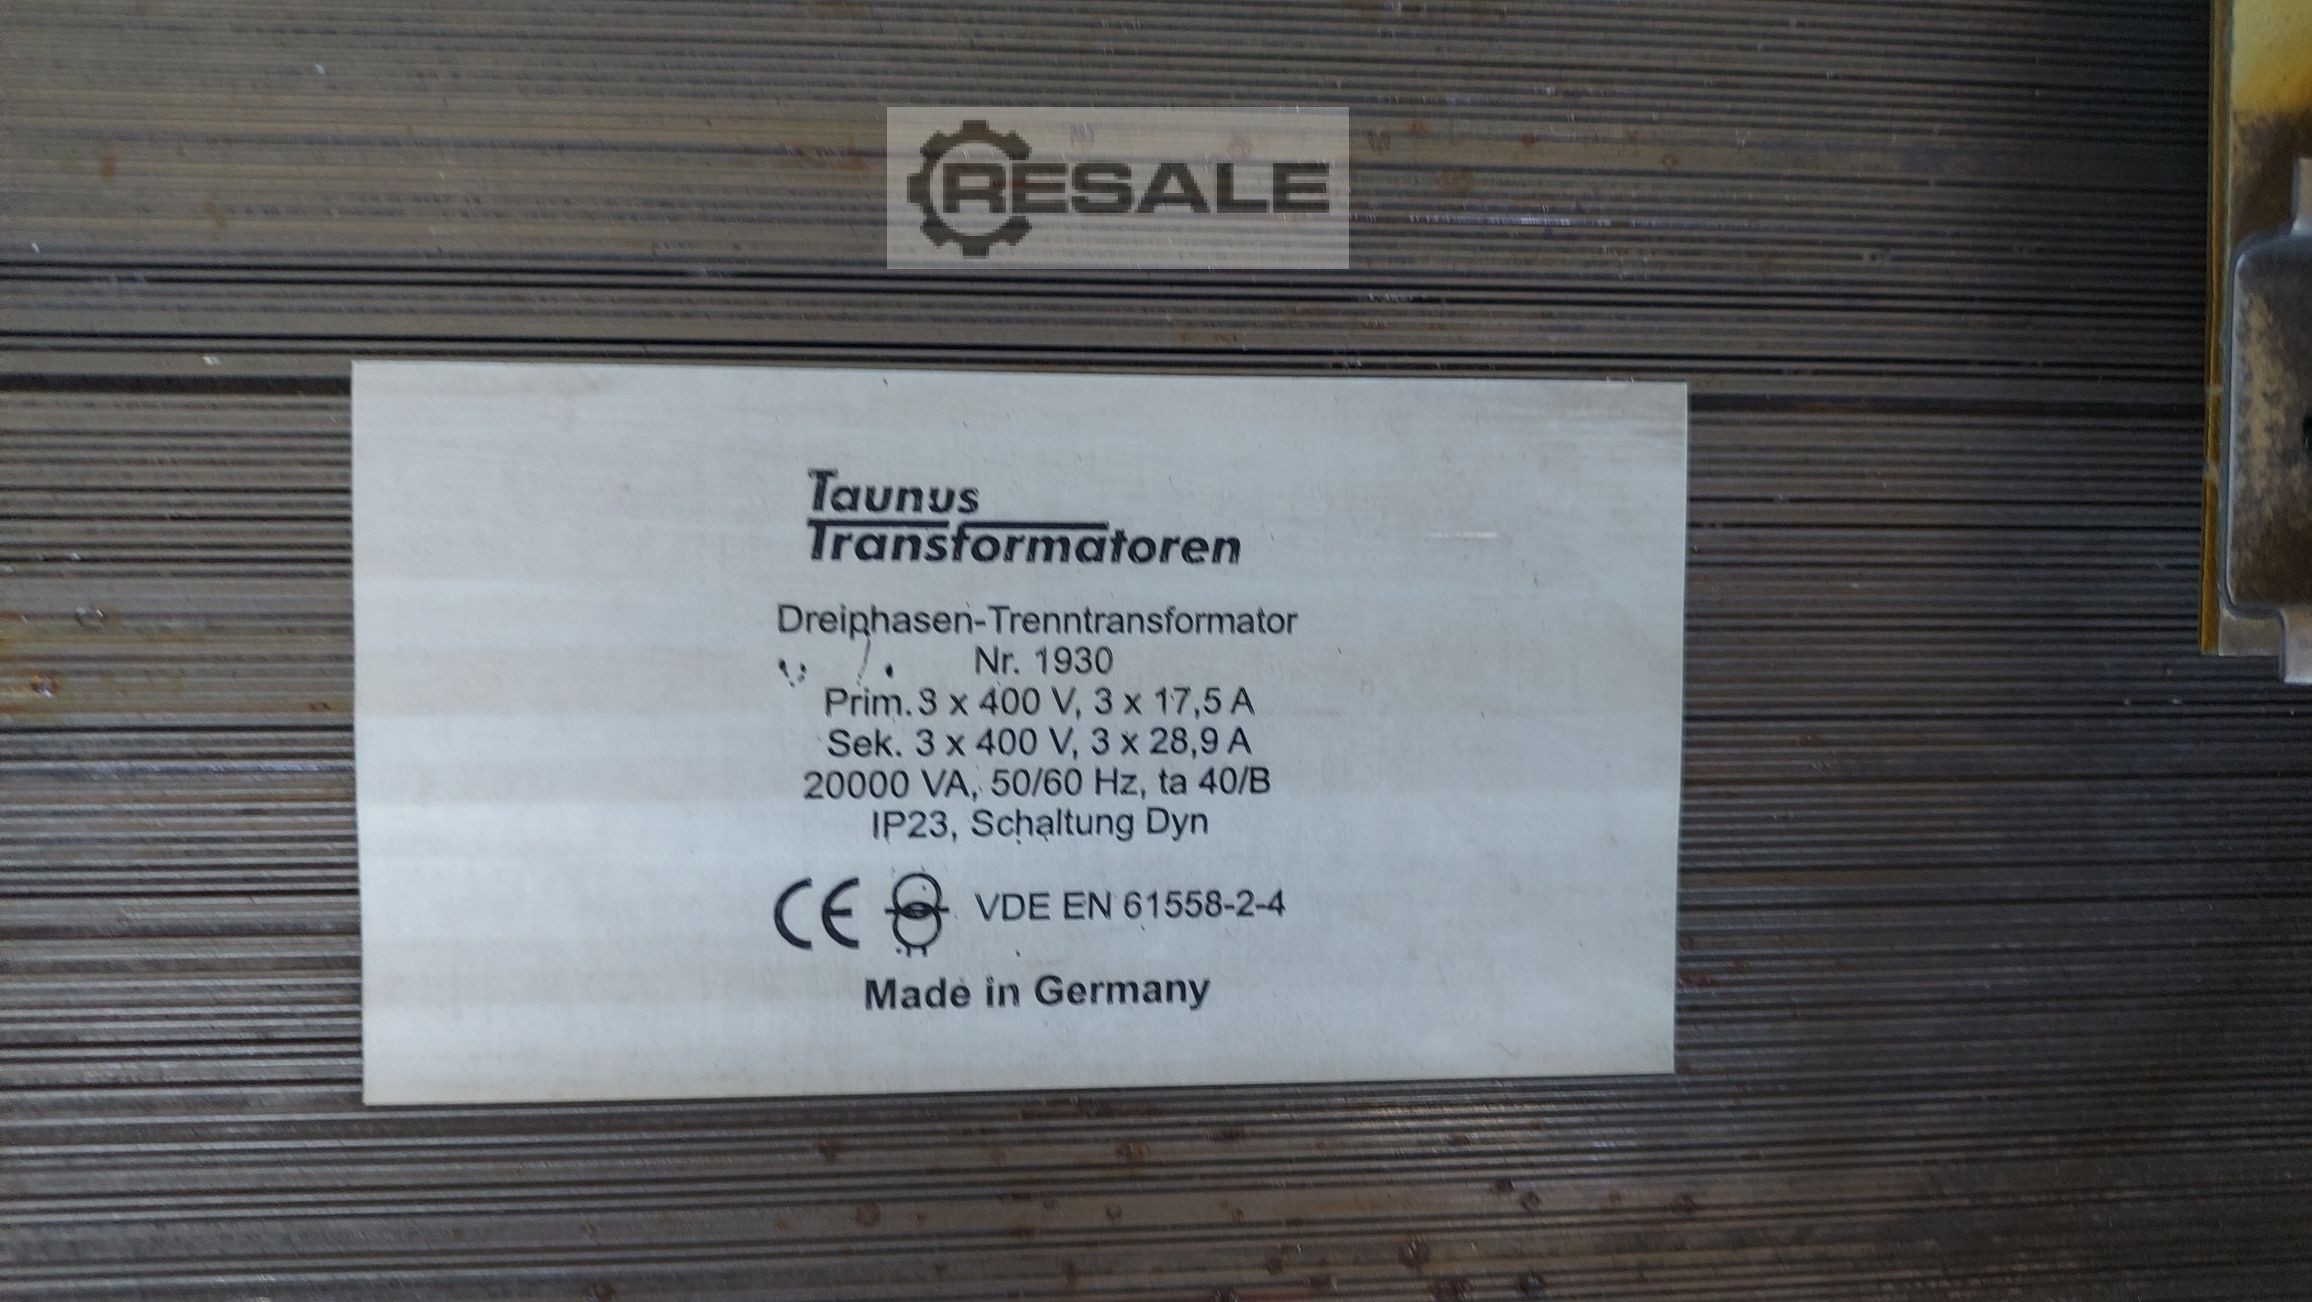 RESALE
Taunus
Transformatoren
Dreiphasen-Trenntransformator
Nr. 1930
Prim. 3 x 400 V, 3 x 17,5 A
Sek. 3 x 400 V, 3 x 28,9 A
20000 VA, 50/60 Hz, ta 40/B
IP23, Schaltung Dyn
CE VDE EN 61558-2-4
Made in Germany